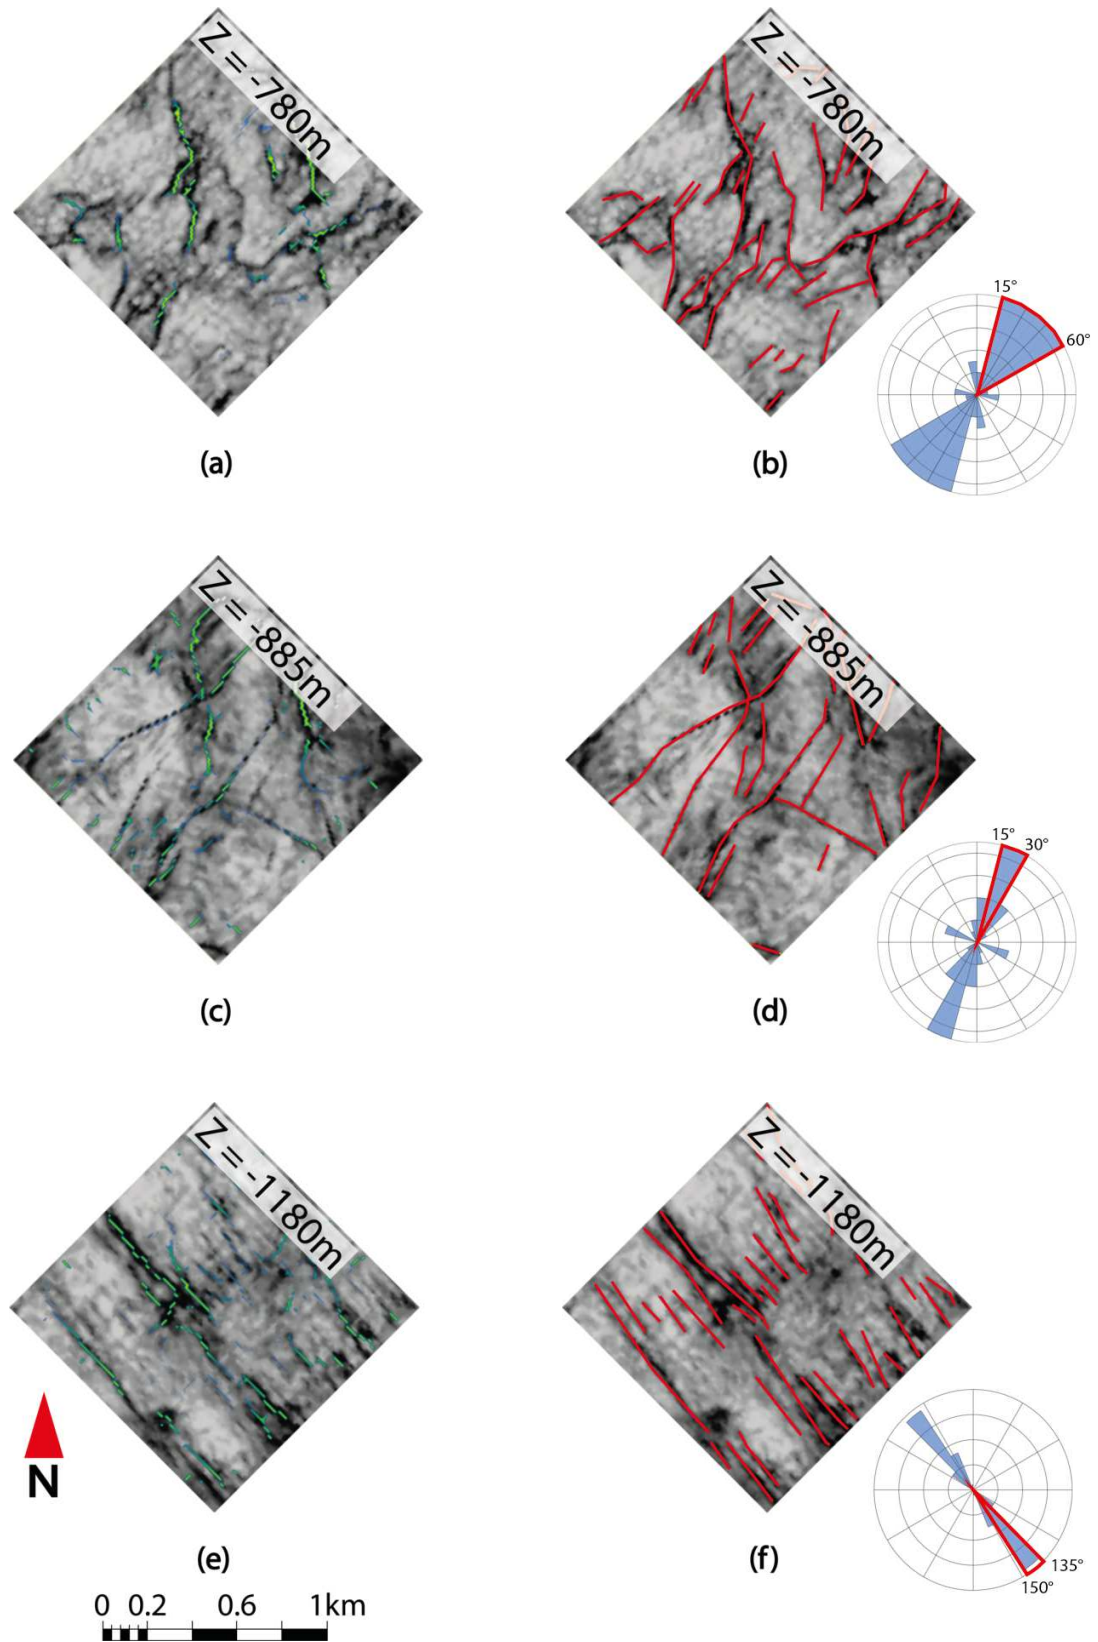 Z = -780m
Z = -780m
15°
60°
(a)
(b)
Z = -885m
Z = -885m
15°
30°
(c)
(d)
Z = -1180m
Z = -1180m
N
135°
150°
(e)
(f)
0 0.2 0.6 1km